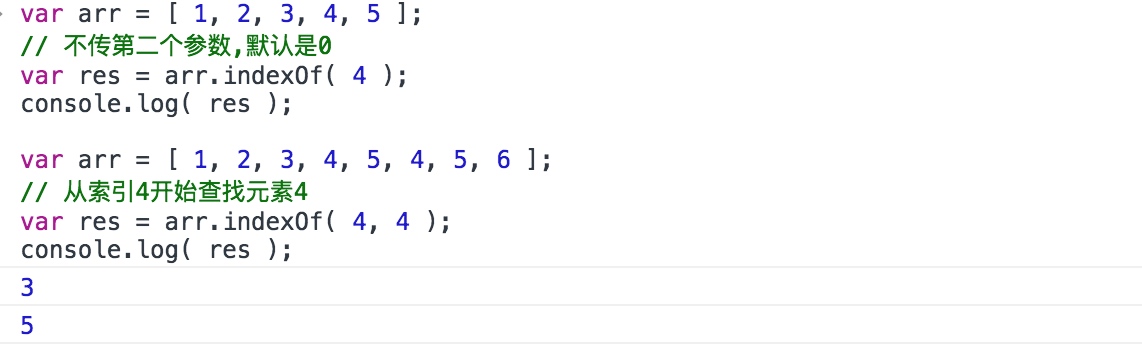 var arr = [ 1, 2, 3, 4, 5 ];
// 不传第二个参数,默认是0
var res = arr.indexOf( 4 );
console.log( res );
var arr = [ 1, 2, 3, 4, 5, 4, 5, 6 ];
// 从索引4开始查找元素4
var res = arr.indexOf( 4, 4 );
console.log( res );
3
5